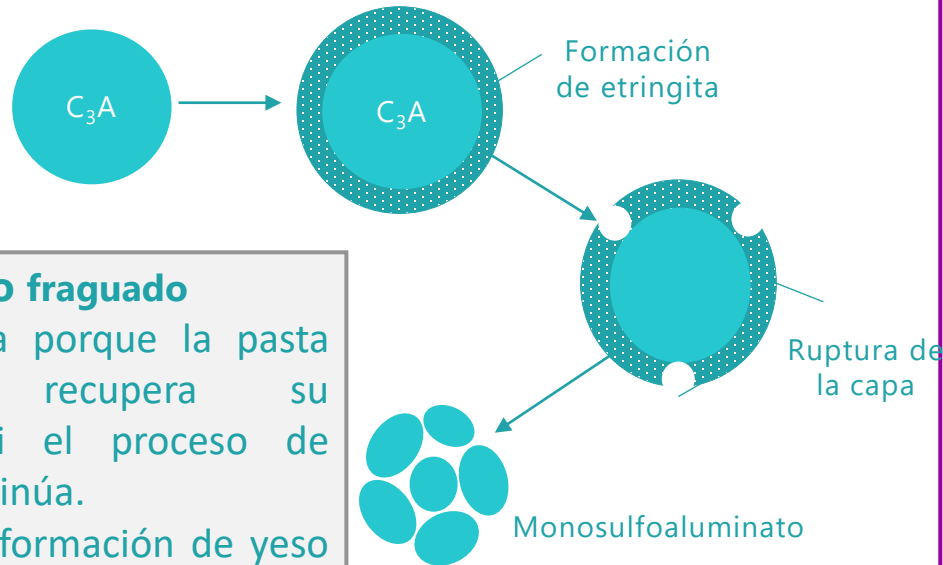 C₃A
C₃A
Formación
de etringita
Ruptura de
la capa
Monosulfoaluminato
fraguado
porque la pasta
recupera su
el proceso de
formación de yeso